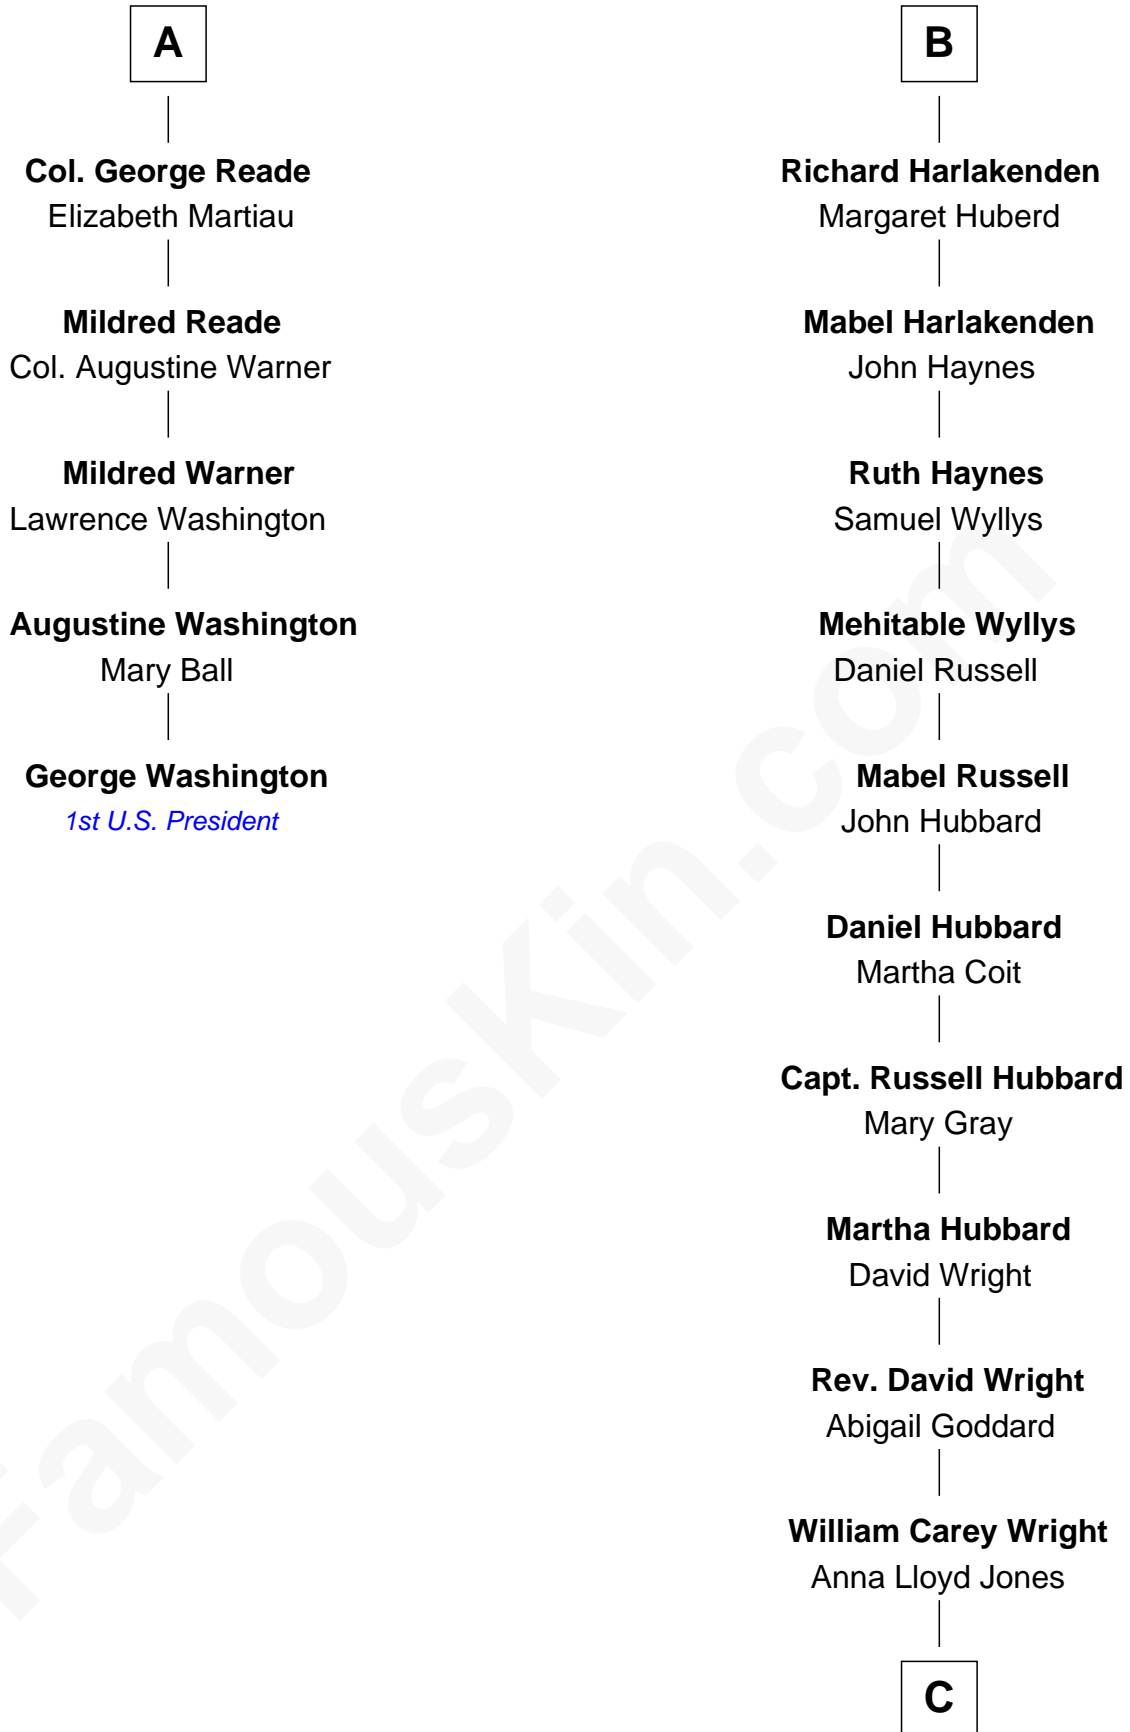 A
Col. George Reade
Elizabeth Martiau
Mildred Reade
Col. Augustine Warner
Mildred Warner
Lawrence Washington
Augustine Washington
Mary Ball
George Washington
1st U.S. President
B
Richard Harlakenden
Margaret Huberd
Mabel Harlakenden
John Haynes
Ruth Haynes
Samuel Wyllys
Mehitable Wyllys
Daniel Russell
Mabel Russell
John Hubbard
Daniel Hubbard
Martha Coit
Capt. Russell Hubbard
Mary Gray
Martha Hubbard
David Wright
Rev. David Wright
Abigail Goddard
William Carey Wright
Anna Lloyd Jones
C
FamousKin.com